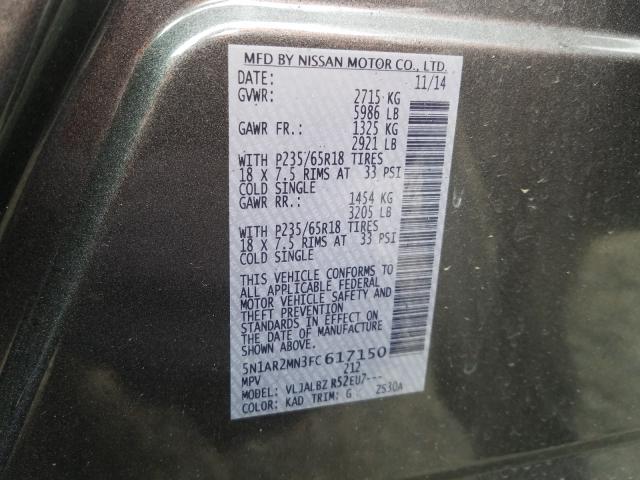 MFD BY NISSAN MOTOR CO., LTD.
DATE: 11/14
GVWR: 2715 KG
5986 LB
GAWR FR.: 1325 KG
2921 LB
WITH P235/65R18 TIRES
18 X 7.5 RIMS AT 33 PSI
COLD SINGLE
GAWR RR.: 1454 KG
3205 LB
WITH P235/65R18 TIRES
18 X 7.5 RIMS AT 33 PSI
COLD SINGLE
THIS VEHICLE CONFORMS TO
ALL APPLICABLE FEDERAL
MOTOR VEHICLE SAFETY AND
THEFT PREVENTION
STANDARDS IN EFFECT ON
THE DATE OF MANUFACTURE
SHOWN ABOVE.
5N1AR2MN3FC617150
MPV 212
MODEL: VLJALBZ R52EU7---
COLOR: KAD TRIM: G ZS30A